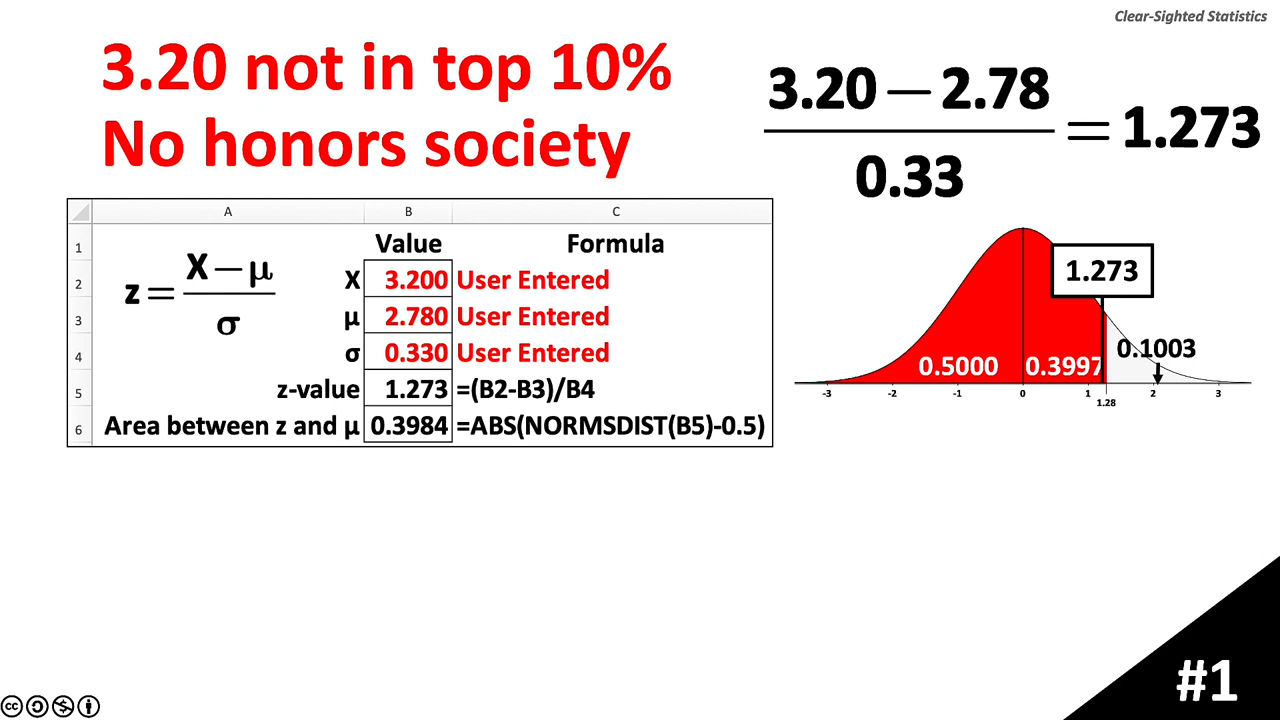 Clear-Sighted Statistics
3.20 not in top 10%
No honors society
3.20 — 2.78
0.33
= 1.273
A B C
1 Value Formula
z = X — μ
σ
2 X 3.200 User Entered
3 μ 2.780 User Entered
4 σ 0.330 User Entered
5 z-value 1.273 =(B2-B3)/B4
6 Area between z and μ 0.3984 =ABS(NORMSDIST(B5)-0.5)
1.273
0.1003
0.5000 0.3997
-3 -2 -1 0 1 2 3
1.28
#1
cc